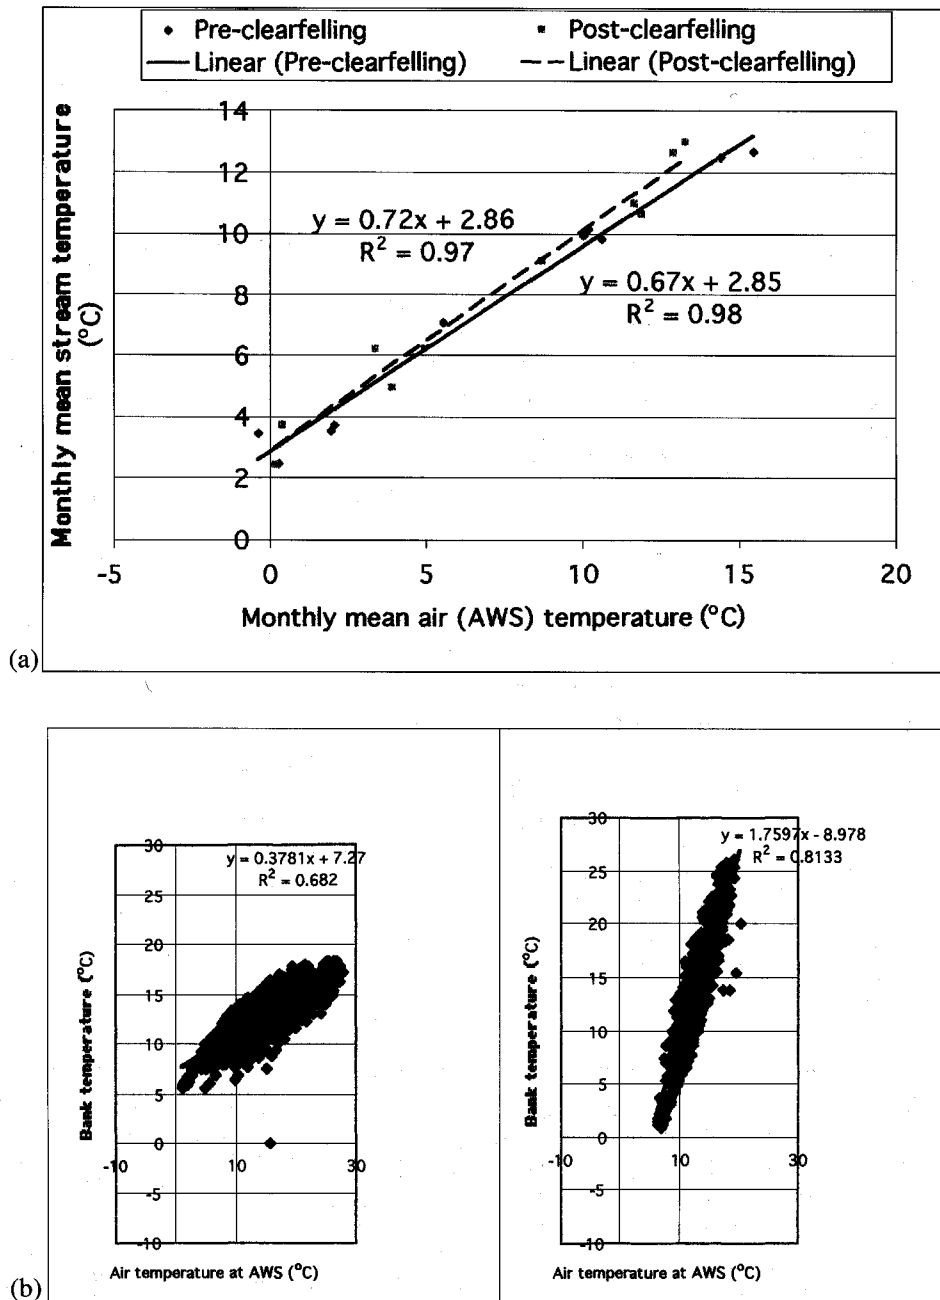 Pre-clearfelling
Post-clearfelling
Linear (Pre-clearfelling)
Linear (Post-clearfelling)
Monthly mean stream temperature
(°C)
14
12
10
8
6
4
2
0
y = 0.72x + 2.86
R² = 0.97
y = 0.67x + 2.85
R² = 0.98
-5
0
5
10
15
20
Monthly mean air (AWS) temperature (°C)
(a)
Bank temperature (°C)
30
25
20
15
10
5
0
-5
-10
y = 0.3781x + 7.27
R² = 0.682
-10
10
30
Air temperature at AWS (°C)
Bank temperature (°C)
30
25
20
15
10
5
0
-5
-10
y = 1.7597x - 8.978
R² = 0.8133
-10
10
30
Air temperature at AWS (°C)
(b)